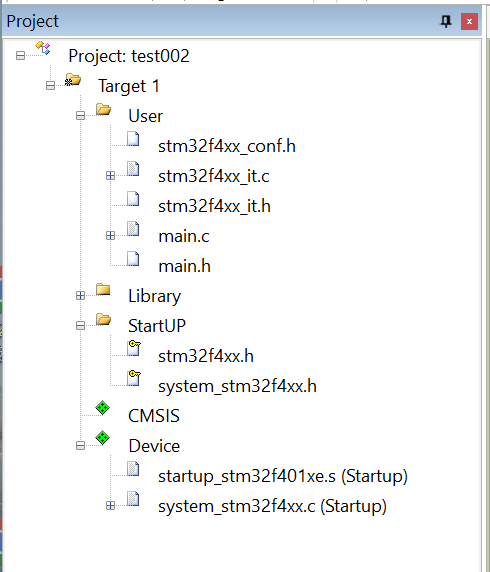 Project
Project: test002
Target 1
User
stm32f4xx_conf.h
stm32f4xx_it.c
stm32f4xx_it.h
main.c
main.h
Library
StartUP
stm32f4xx.h
system_stm32f4xx.h
CMSIS
Device
startup_stm32f401xe.s (Startup)
system_stm32f4xx.c (Startup)